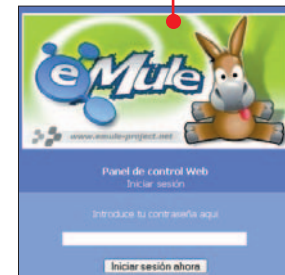 eMule
www.emule-project.net
Panel de control Web
Iniciar sesión
Introduce tu contraseña aquí
Iniciar sesión ahora